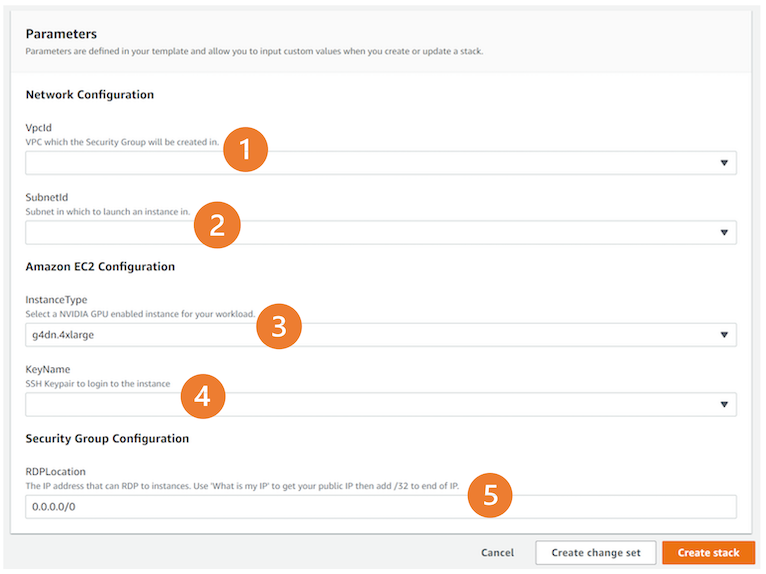 Parameters
Parameters are defined in your template and allow you to input custom values when you create or update a stack.
Network Configuration
VpcId
VPC which the Security Group will be created in.
1
SubnetId
Subnet in which to launch an instance in.
2
Amazon EC2 Configuration
InstanceType
Select a NVIDIA GPU enabled instance for your workload.
3
g4dn.4xlarge
KeyName
SSH Keypair to login to the instance
4
Security Group Configuration
RDPLocation
The IP address that can RDP to instances. Use 'What is my IP' to get your public IP then add /32 to end of IP.
5
0.0.0.0/0
Cancel Create change set Create stack